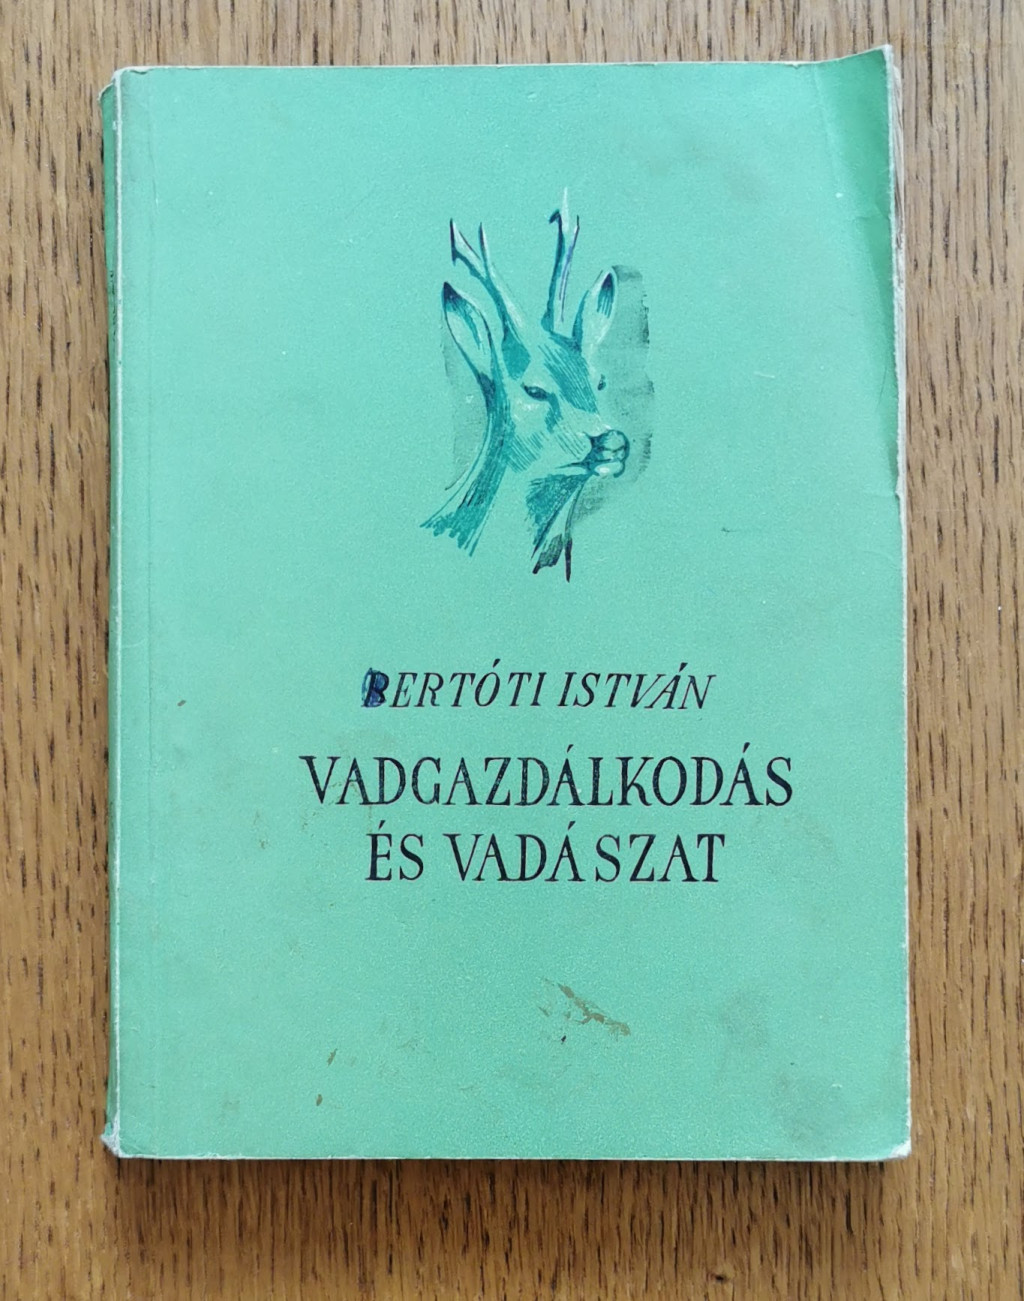 BERTÓTI ISTVÁN
VADGAZDÁLKODÁS
ÉS VADÁSZAT